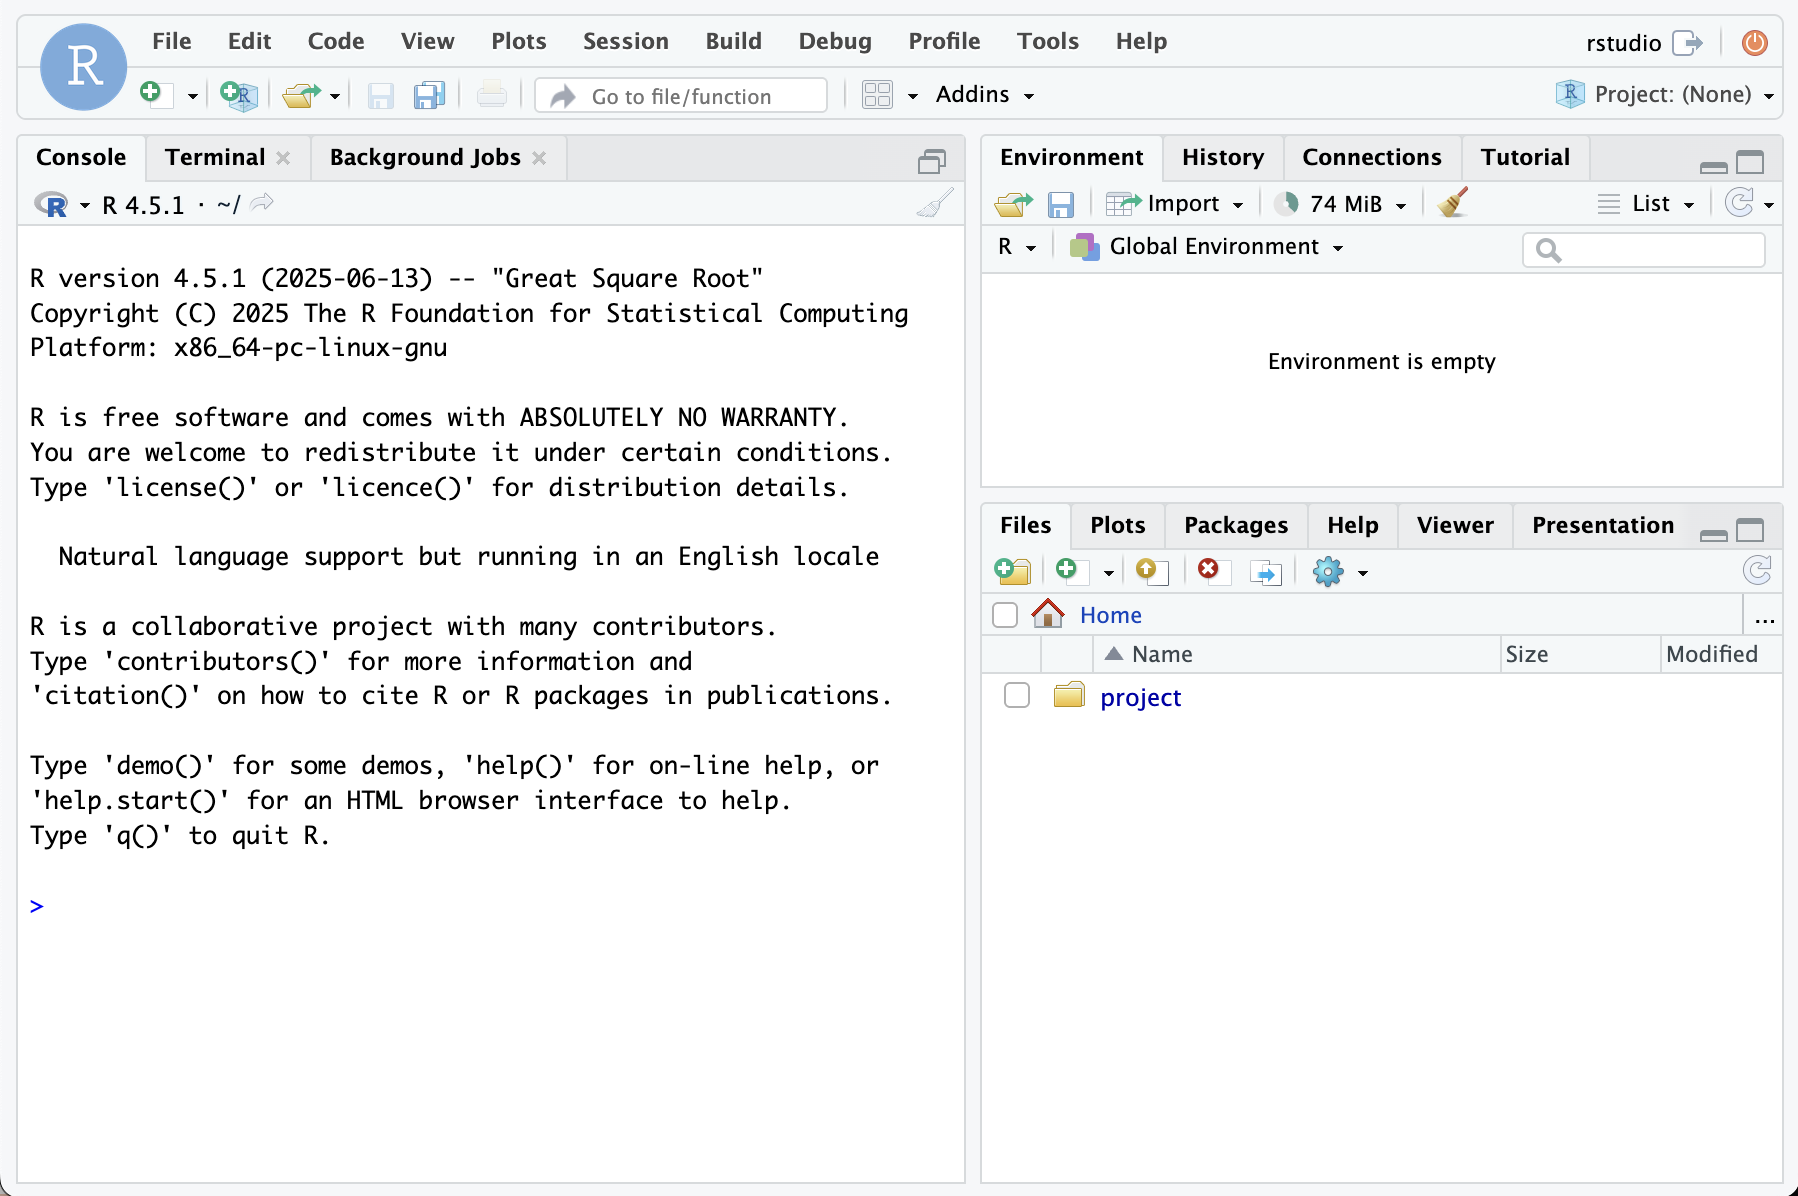 R
File Edit Code View Plots Session Build Debug Profile Tools Help
rstudio
R
Go to file/function
Addins
R
Project: (None)
Console
Terminal
Background Jobs
R
R 4.5.1 · ~/
R version 4.5.1 (2025-06-13) -- "Great Square Root"
Copyright (C) 2025 The R Foundation for Statistical Computing
Platform: x86_64-pc-linux-gnu
R is free software and comes with ABSOLUTELY NO WARRANTY.
You are welcome to redistribute it under certain conditions.
Type 'license()' or 'licence()' for distribution details.
Natural language support but running in an English locale
R is a collaborative project with many contributors.
Type 'contributors()' for more information and
'citation()' on how to cite R or R packages in publications.
Type 'demo()' for some demos, 'help()' for on-line help, or
'help.start()' for an HTML browser interface to help.
Type 'q()' to quit R.
>
Environment History Connections Tutorial
Import
74 MiB
List
R
Global Environment
Environment is empty
Files Plots Packages Help Viewer Presentation
Home
...
Name Size Modified
project